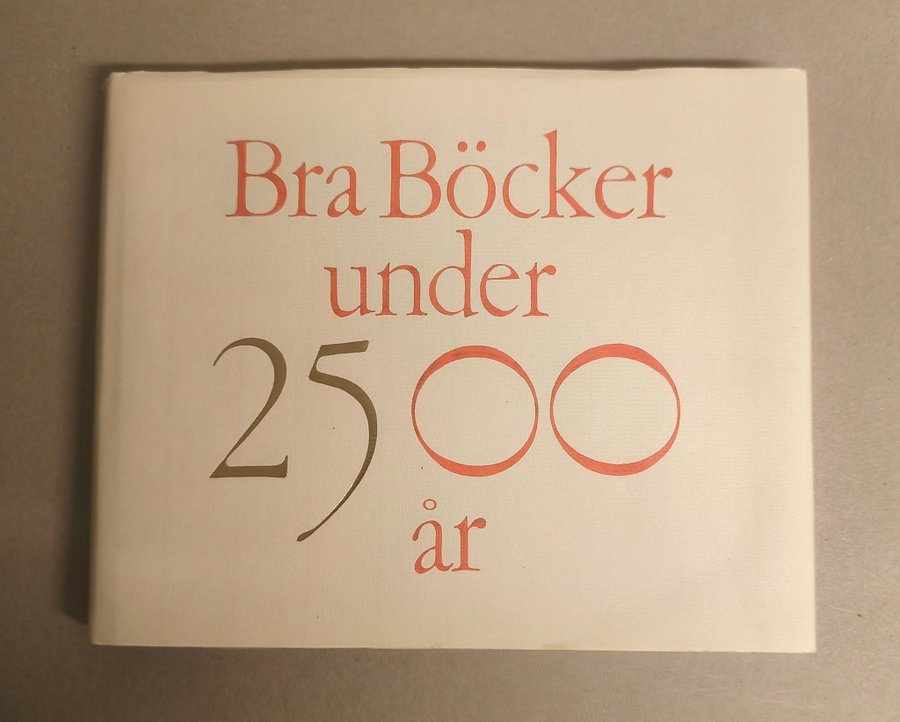 Bra Böcker
under
2500
år